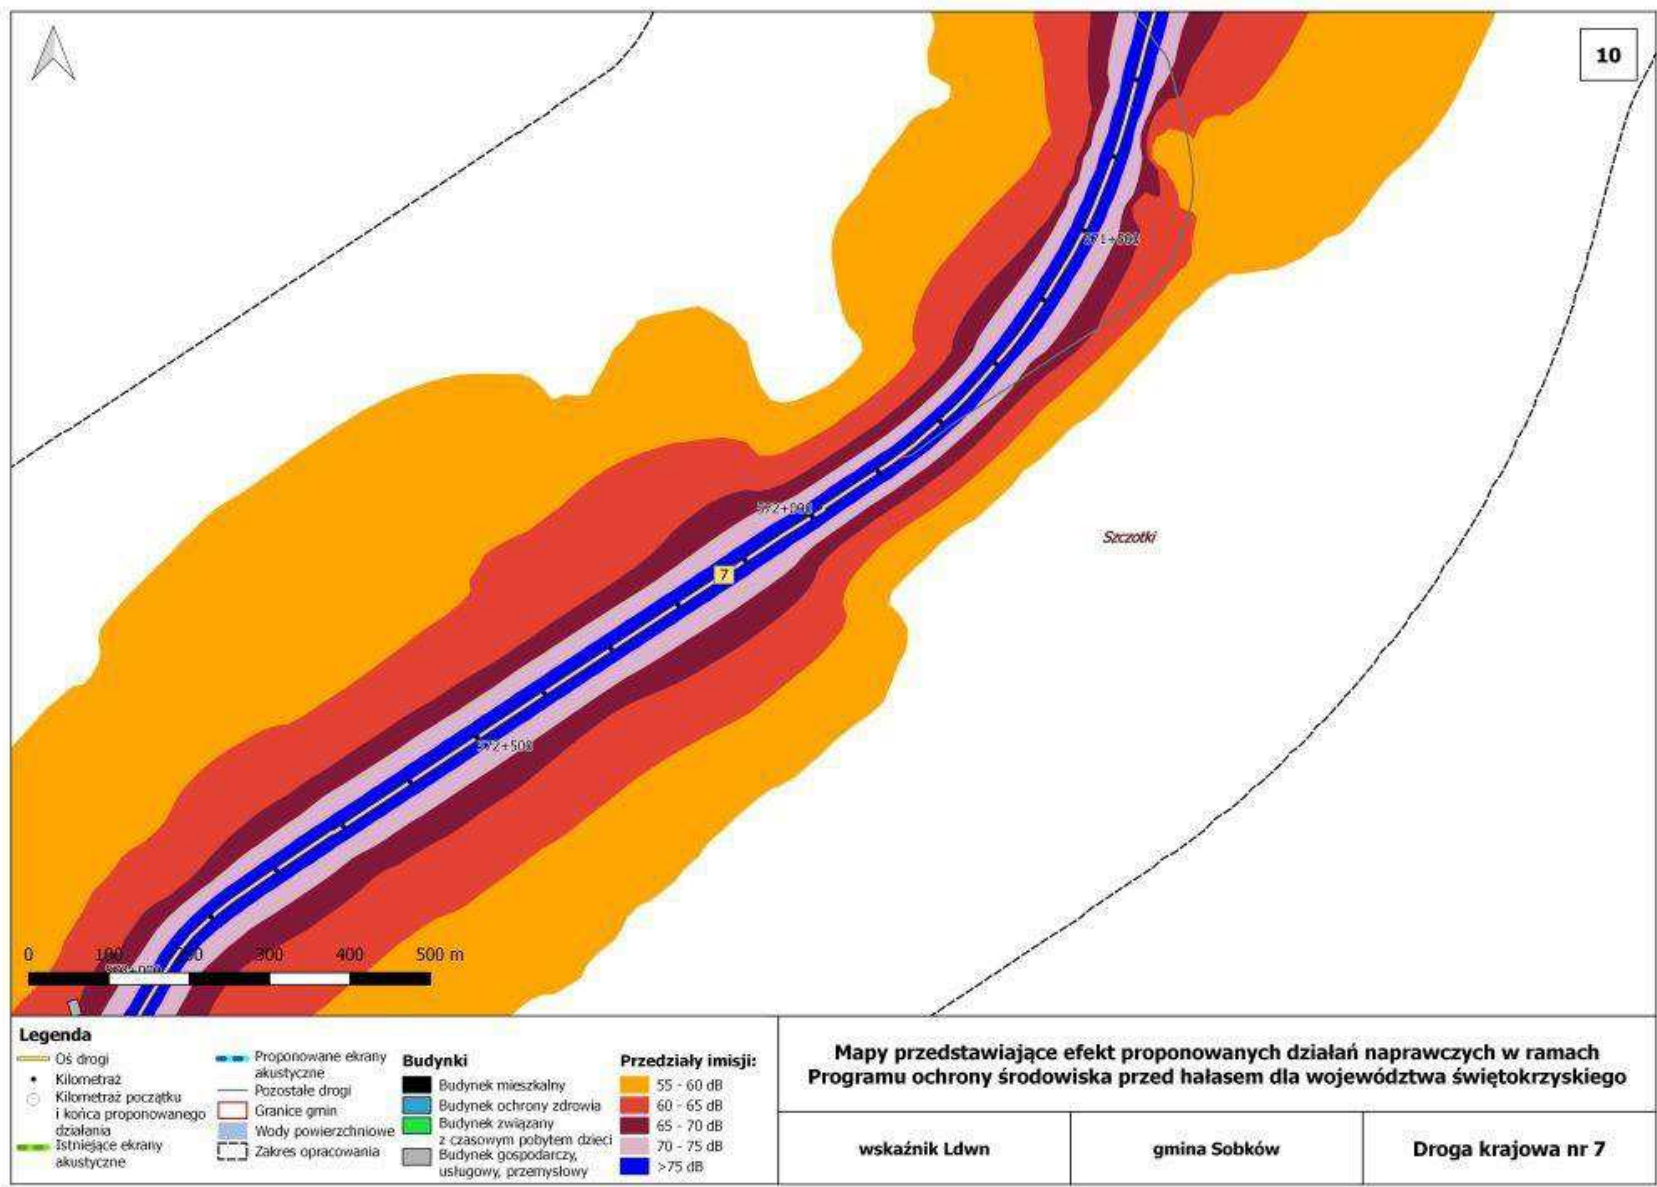 10
Szczotki
7
572+500
0 100 200 300 400 500 m
Legenda
Oś drogi
Kilometraż
Kilometraż początku
i końca proponowanego
działania
Istniejące ekrany
akustyczne
Proponowane ekrany
akustyczne
Pozostałe drogi
Granice gmin
Wody powierzchniowe
Zakres opracowania
Budynki
Budynek mieszkalny
Budynek ochrony zdrowia
Budynek związany
z czasowym pobytem dzieci
Budynek gospodarczy,
usługowy, przemysłowy
Przedziały imisji:
55 - 60 dB
60 - 65 dB
65 - 70 dB
70 - 75 dB
>75 dB
Mapy przedstawiające efekt proponowanych działań naprawczych w ramach
Programu ochrony środowiska przed hałasem dla województwa świętokrzyskiego
wskaźnik Ldwn
gmina Sobków
Droga krajowa nr 7